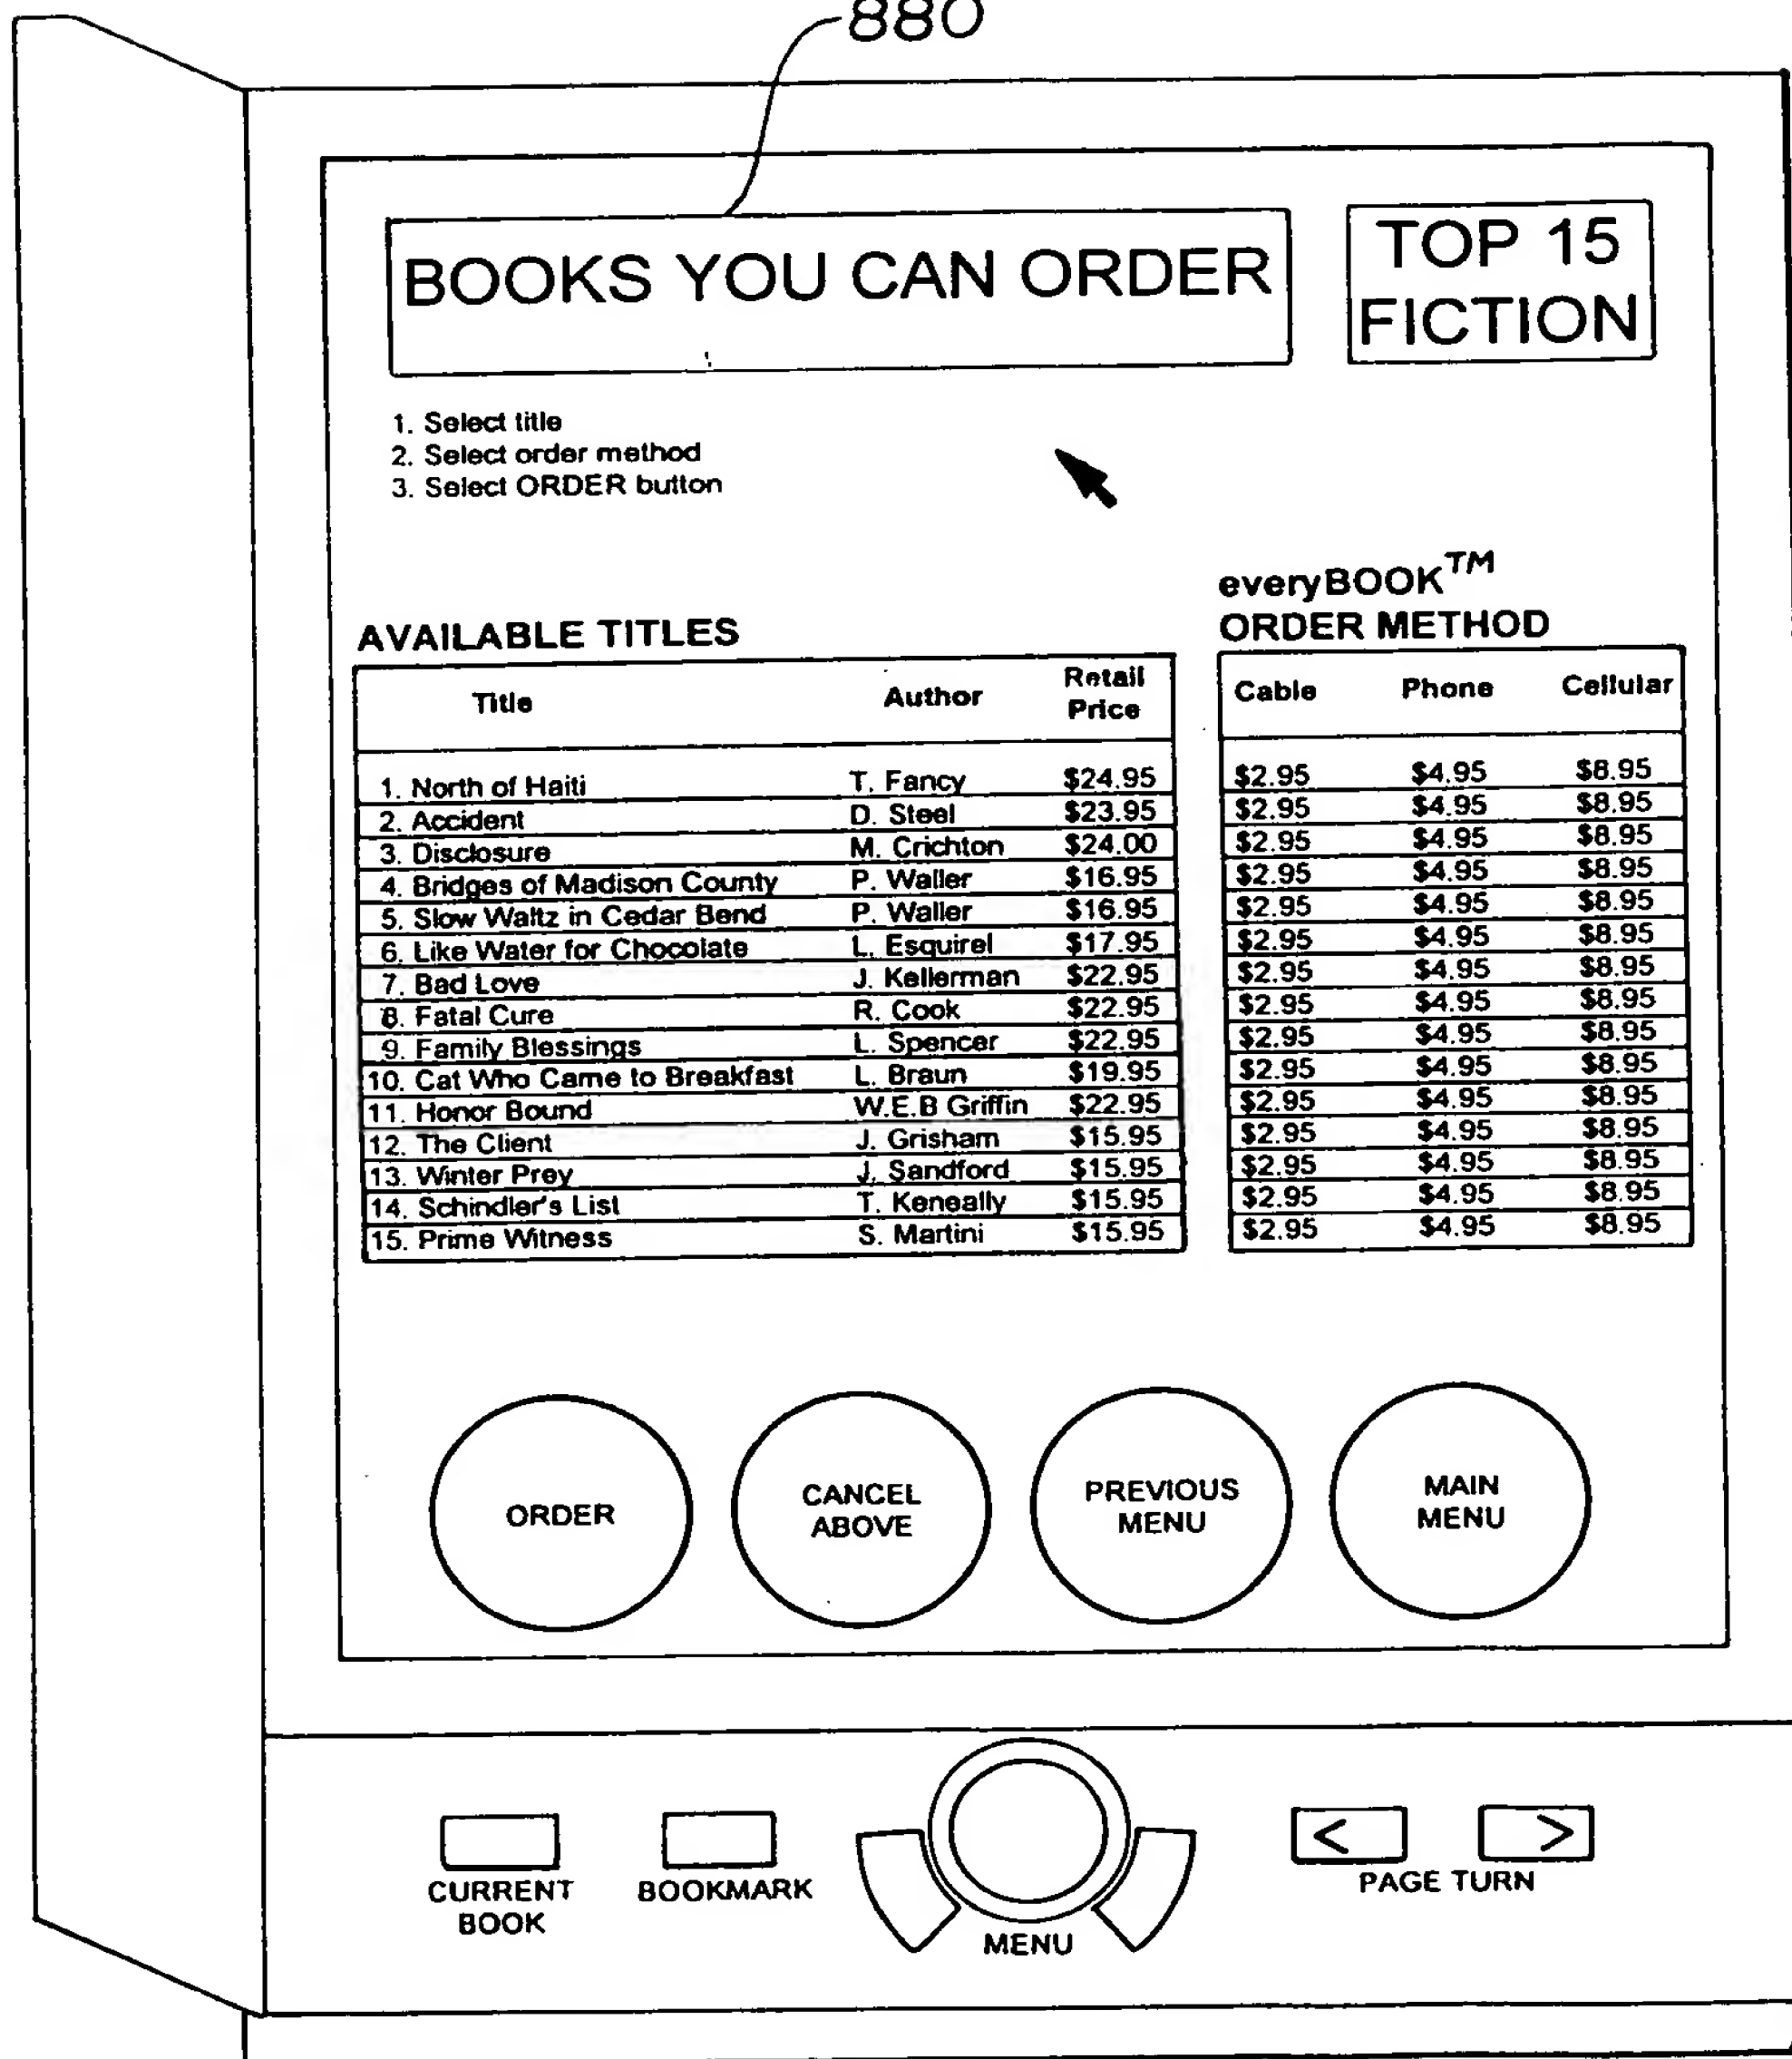 880
BOOKS YOU CAN ORDER
TOP 15
FICTION
1. Select title
2. Select order method
3. Select ORDER button
everyBOOK™
ORDER METHOD
AVAILABLE TITLES
Title Author Retail Price Cable Phone Cellular
1. North of Haiti T. Fancy $24.95 $2.95 $4.95 $8.95
2. Accident D. Steel $23.95 $2.95 $4.95 $8.95
3. Disclosure M. Crichton $24.00 $2.95 $4.95 $8.95
4. Bridges of Madison County P. Waller $16.95 $2.95 $4.95 $8.95
5. Slow Waltz in Cedar Bend P. Waller $16.95 $2.95 $4.95 $8.95
6. Like Water for Chocolate L. Esquirel $17.95 $2.95 $4.95 $8.95
7. Bad Love J. Kellerman $22.95 $2.95 $4.95 $8.95
8. Fatal Cure R. Cook $22.95 $2.95 $4.95 $8.95
9. Family Blessings L. Spencer $22.95 $2.95 $4.95 $8.95
10. Cat Who Came to Breakfast L. Braun $19.95 $2.95 $4.95 $8.95
11. Honor Bound W.E.B Griffin $22.95 $2.95 $4.95 $8.95
12. The Client J. Grisham $15.95 $2.95 $4.95 $8.95
13. Winter Prey J. Sandford $15.95 $2.95 $4.95 $8.95
14. Schindler's List T. Keneally $15.95 $2.95 $4.95 $8.95
15. Prime Witness S. Martini $15.95 $2.95 $4.95 $8.95
ORDER
CANCEL
ABOVE
PREVIOUS
MENU
MAIN
MENU
< >
CURRENT
BOOK
BOOKMARK
MENU
PAGE TURN